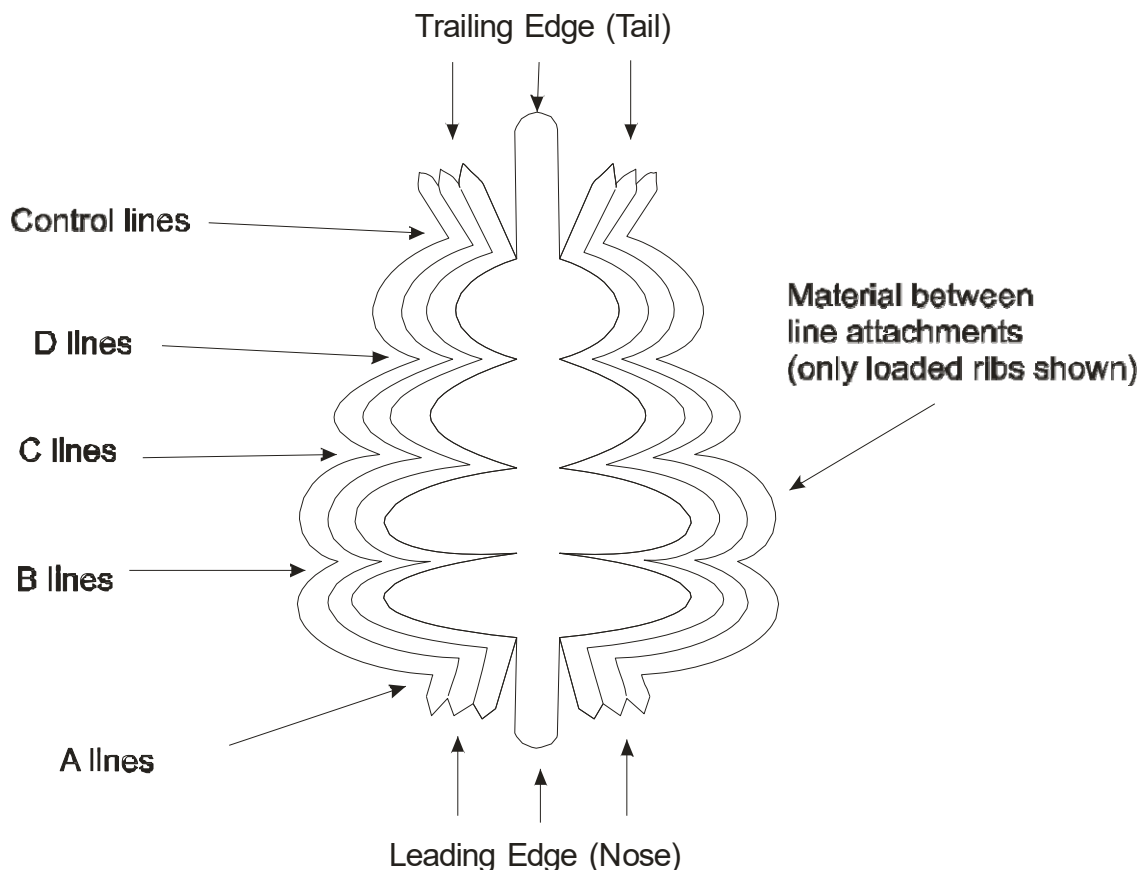 Trailing Edge (Tail)
Control lines
Material between
line attachments
(only loaded ribs shown)
D lines
C lines
B lines
A lines
Leading Edge (Nose)